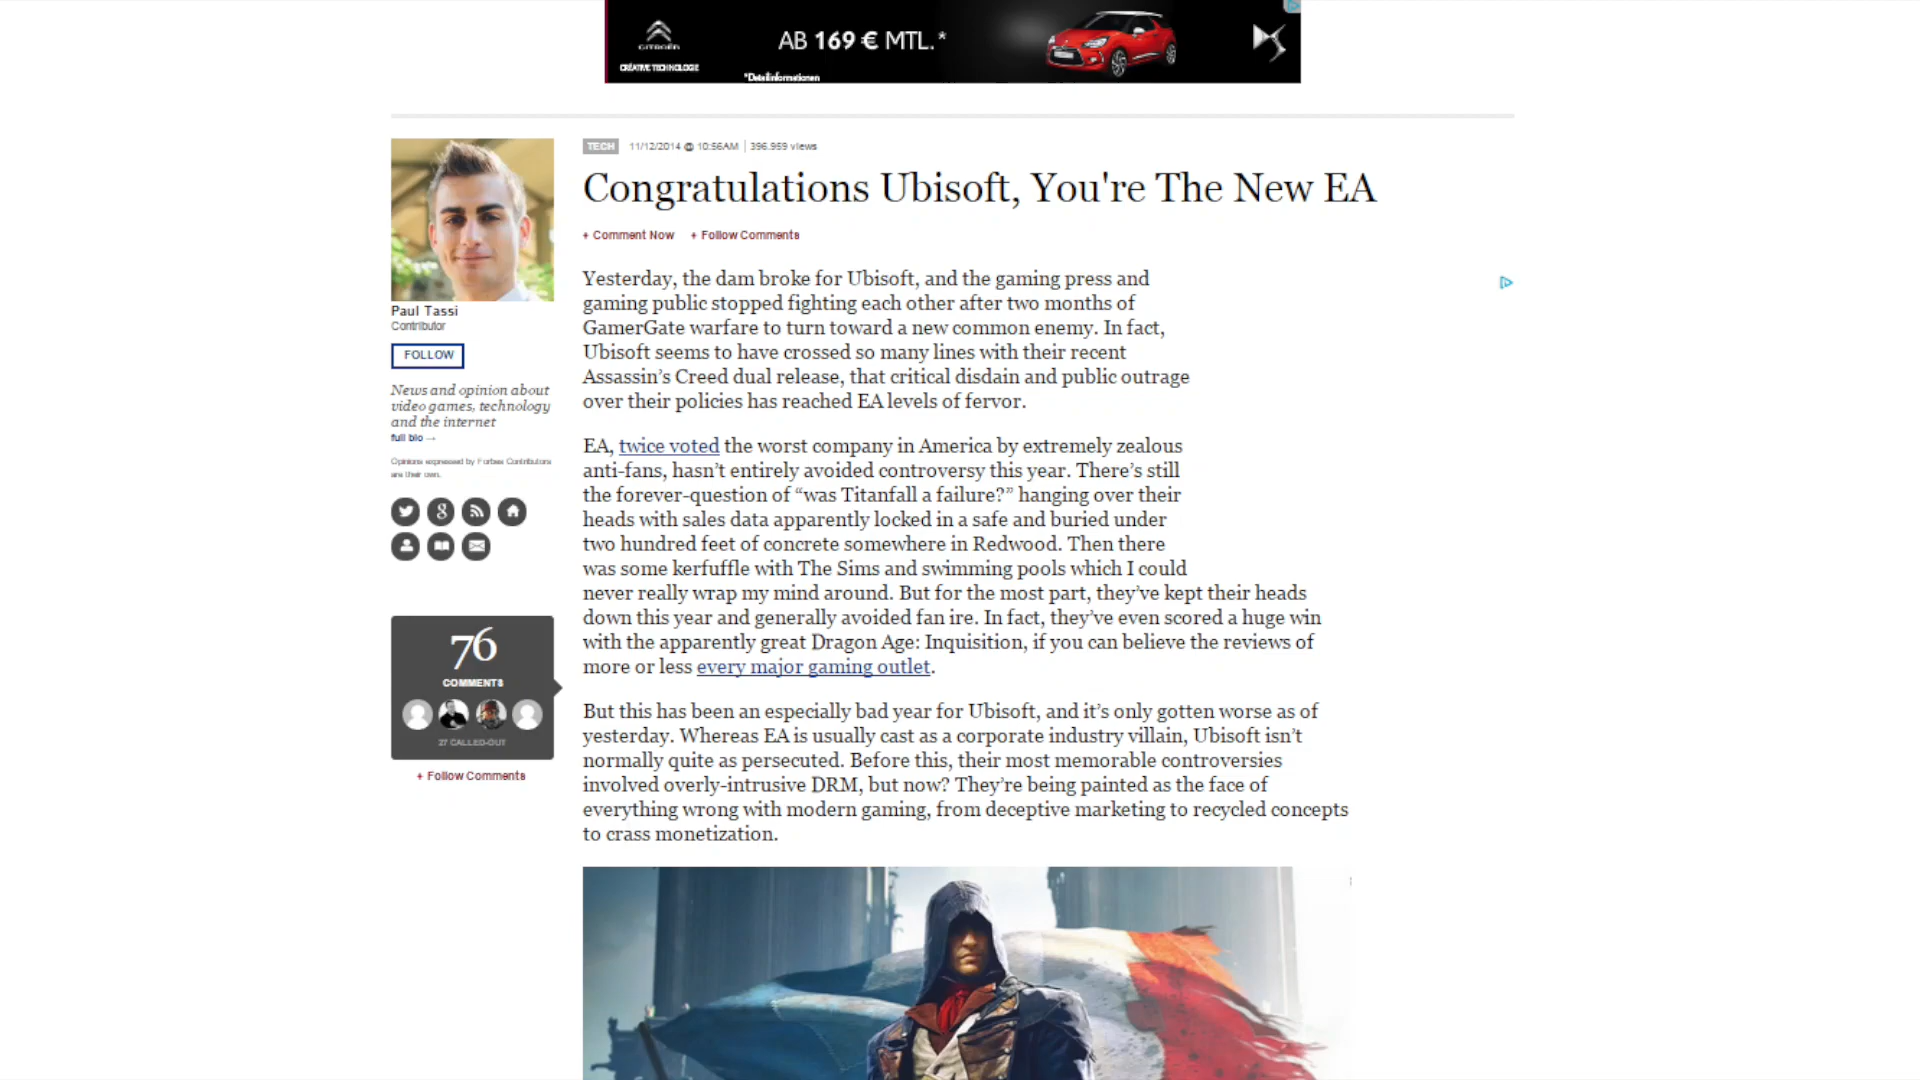 CITROËN
CRÉATIVE TECHNOLOGIE
AB 169 € MTL.*
*Detailinformationen
TECH 11/12/2014 @ 10:56AM | 396.959 views
Congratulations Ubisoft, You're The New EA
+ Comment Now + Follow Comments
Paul Tassi
Contributor
FOLLOW
News and opinion about
video games, technology
and the internet
full bio →
Opinions expressed by Forbes Contributors
are their own.
76
COMMENTS
27 CALLED-OUT
+ Follow Comments
Yesterday, the dam broke for Ubisoft, and the gaming press and
gaming public stopped fighting each other after two months of
GamerGate warfare to turn toward a new common enemy. In fact,
Ubisoft seems to have crossed so many lines with their recent
Assassin’s Creed dual release, that critical disdain and public outrage
over their policies has reached EA levels of fervor.
EA, twice voted the worst company in America by extremely zealous
anti-fans, hasn’t entirely avoided controversy this year. There’s still
the forever-question of “was Titanfall a failure?” hanging over their
heads with sales data apparently locked in a safe and buried under
two hundred feet of concrete somewhere in Redwood. Then there
was some kerfuffle with The Sims and swimming pools which I could
never really wrap my mind around. But for the most part, they’ve kept their heads
down this year and generally avoided fan ire. In fact, they’ve even scored a huge win
with the apparently great Dragon Age: Inquisition, if you can believe the reviews of
more or less every major gaming outlet.
But this has been an especially bad year for Ubisoft, and it’s only gotten worse as of
yesterday. Whereas EA is usually cast as a corporate industry villain, Ubisoft isn’t
normally quite as persecuted. Before this, their most memorable controversies
involved overly-intrusive DRM, but now? They’re being painted as the face of
everything wrong with modern gaming, from deceptive marketing to recycled concepts
to crass monetization.